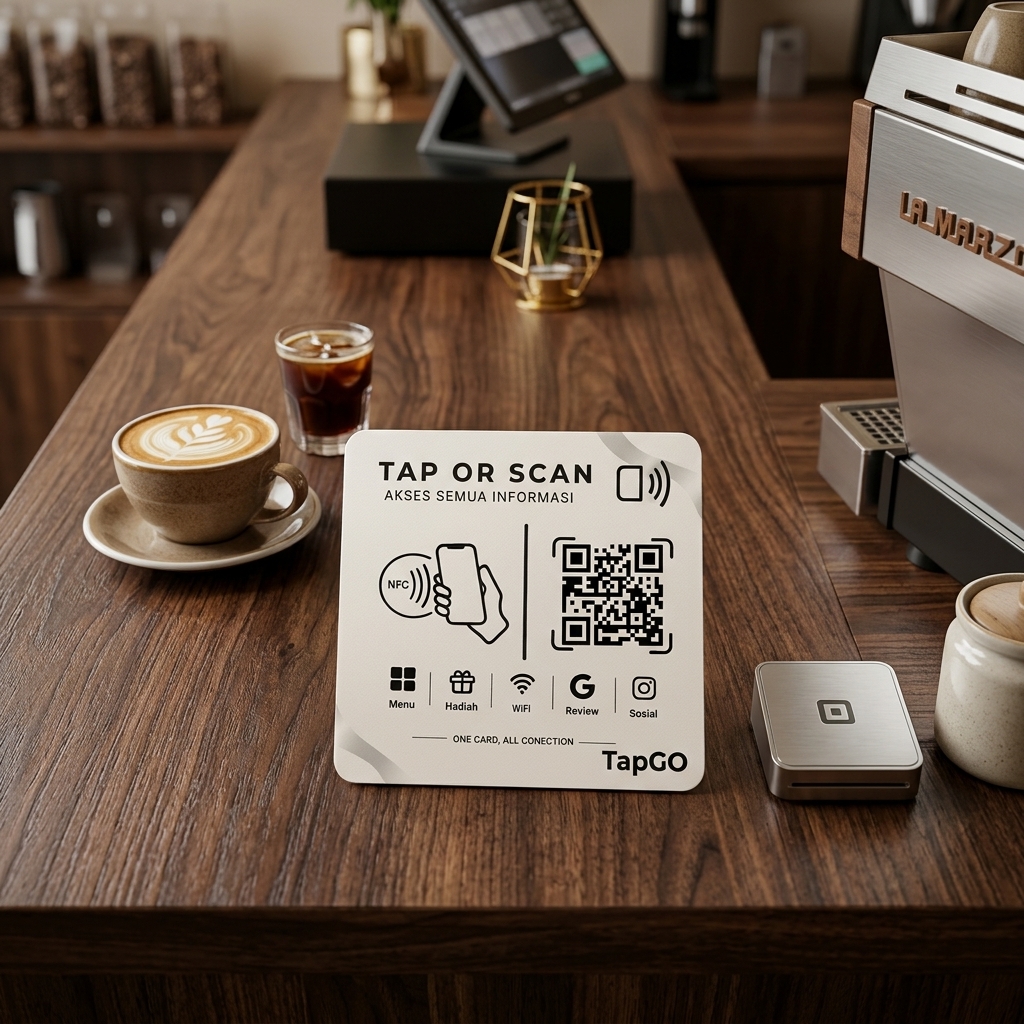 LA MARZO
TAP OR SCAN
AKSES SEMUA INFORMASI
NFC
Menu
Hadiah
WiFi
Review
Sosial
ONE CARD, ALL CONECTION
TapGO